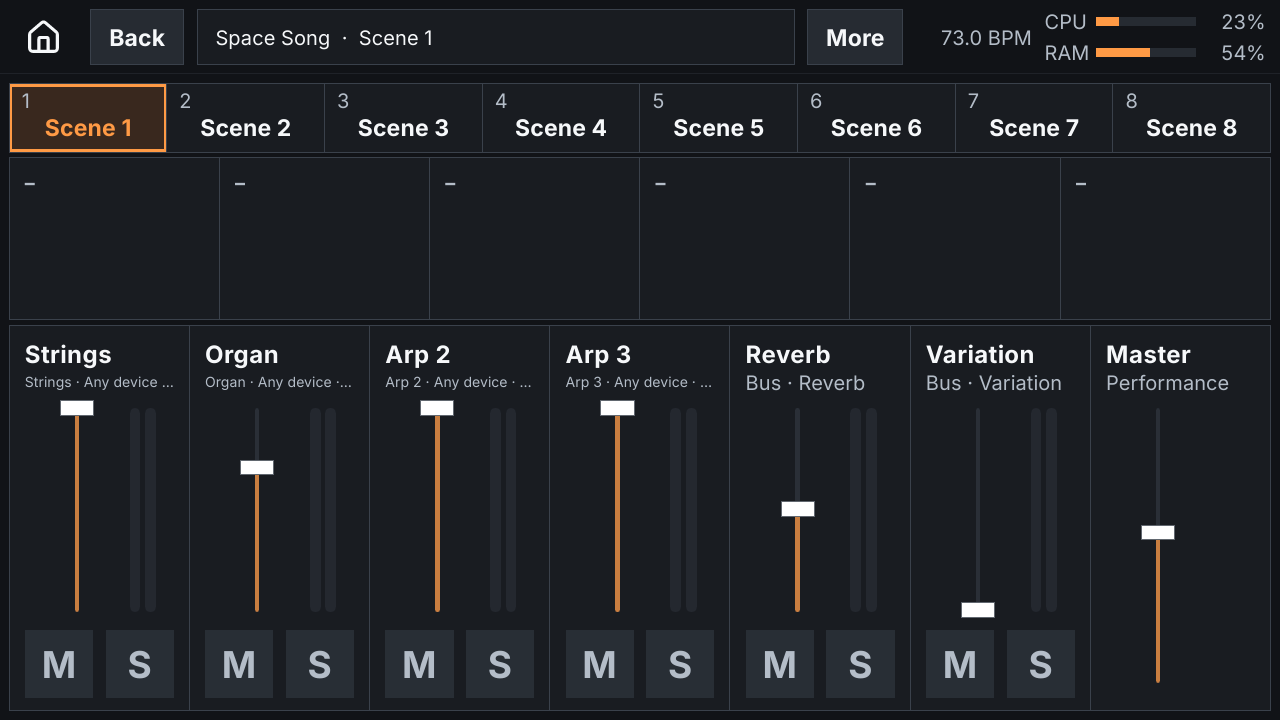 Back
Space Song · Scene 1
More
73.0 BPM
CPU 23%
RAM 54%
1 Scene 1
2 Scene 2
3 Scene 3
4 Scene 4
5 Scene 5
6 Scene 6
7 Scene 7
8 Scene 8
– – – – – –
Strings
Strings · Any device ...
M S
Organ
Organ · Any device ·...
M S
Arp 2
Arp 2 · Any device · ...
M S
Arp 3
Arp 3 · Any device · ...
M S
Reverb
Bus · Reverb
M S
Variation
Bus · Variation
M S
Master
Performance